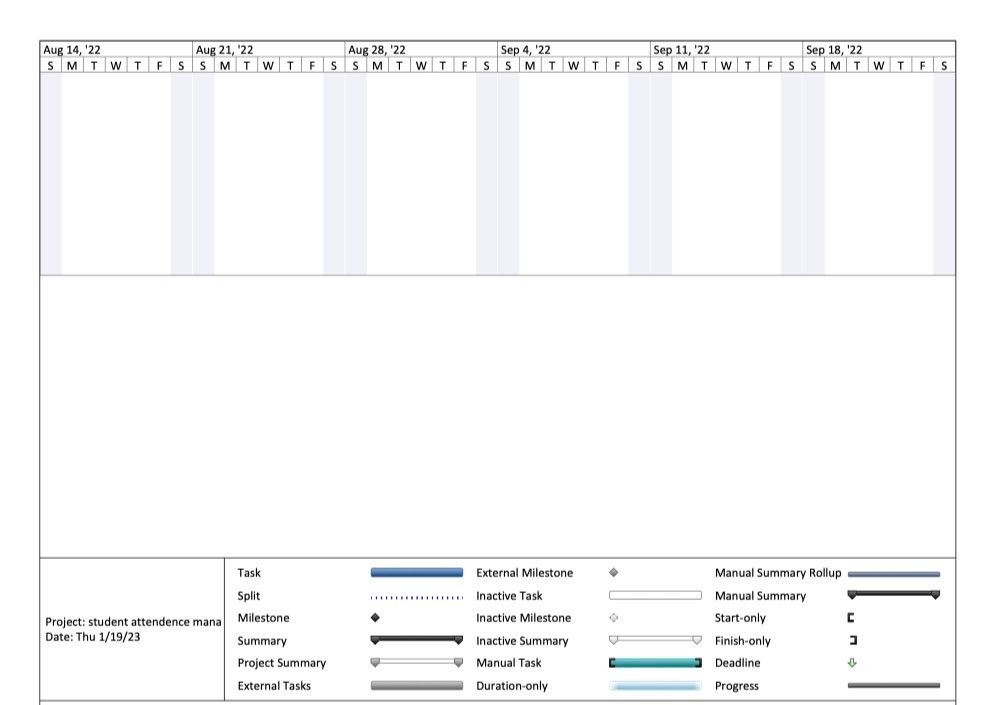 Aug 14, '22 Aug 21, '22 Aug 28, '22 Sep 4, '22 Sep 11, '22 Sep 18, '22
S M T W T F S S M T W T F S S M T W T F S S M T W T F S S M T W T F S S M T W T F S
Task External Milestone Manual Summary Rollup
Split Inactive Task Manual Summary
Milestone Inactive Milestone Start-only
Project: student attendence mana
Date: Thu 1/19/23
Summary Inactive Summary Finish-only
Project Summary Manual Task Deadline
External Tasks Duration-only Progress